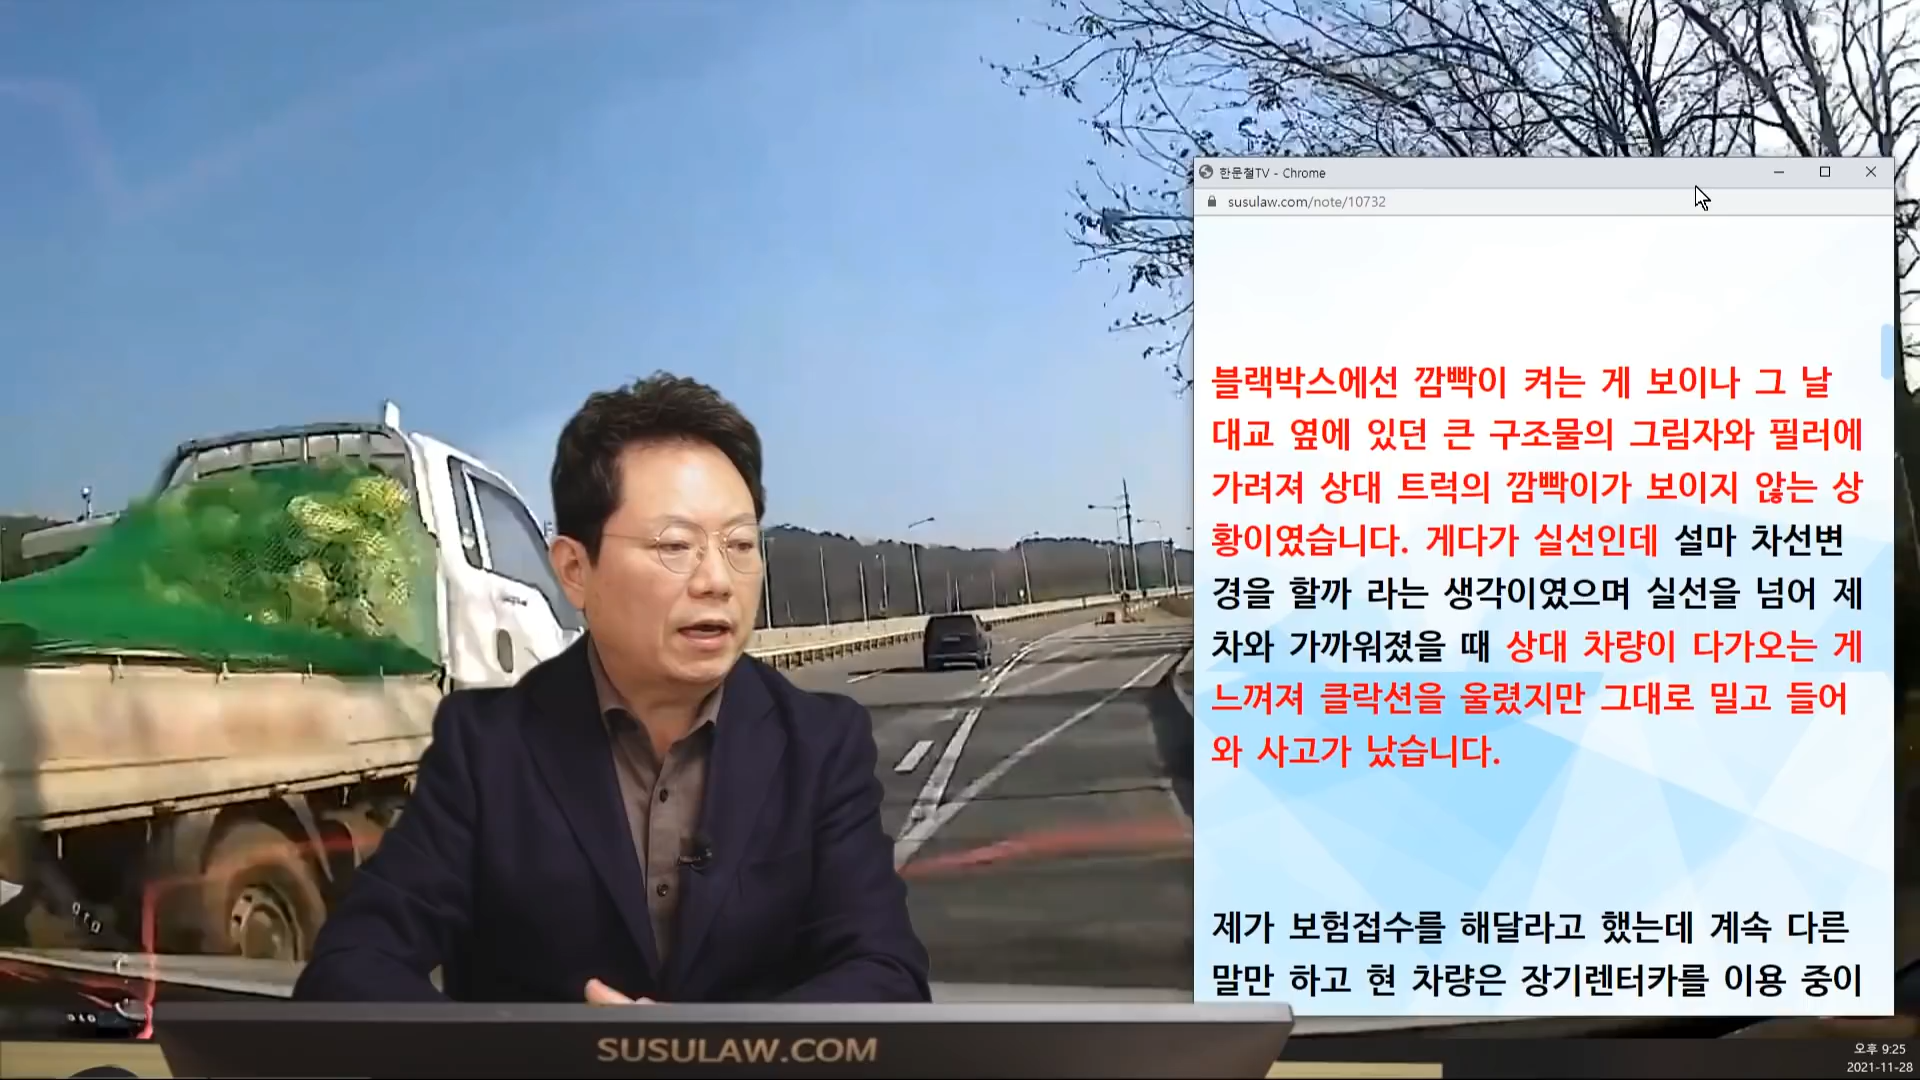 한문철TV - Chrome
susulaw.com/note/10732
블랙박스에선 깜빡이 켜는 게 보이나 그 날
대교 옆에 있던 큰 구조물의 그림자와 필러에
가려져 상대 트럭의 깜빡이가 보이지 않는 상
황이였습니다. 게다가 실선인데 설마 차선변
경을 할까 라는 생각이였으며 실선을 넘어 제
차와 가까워졌을 때 상대 차량이 다가오는 게
느껴져 클락션을 울렸지만 그대로 밀고 들어
와 사고가 났습니다.
제가 보험접수를 해달라고 했는데 계속 다른
말만 하고 현 차량은 장기렌터카를 이용 중이
SUSULAW.COM
오후 9:25
2021-11-28